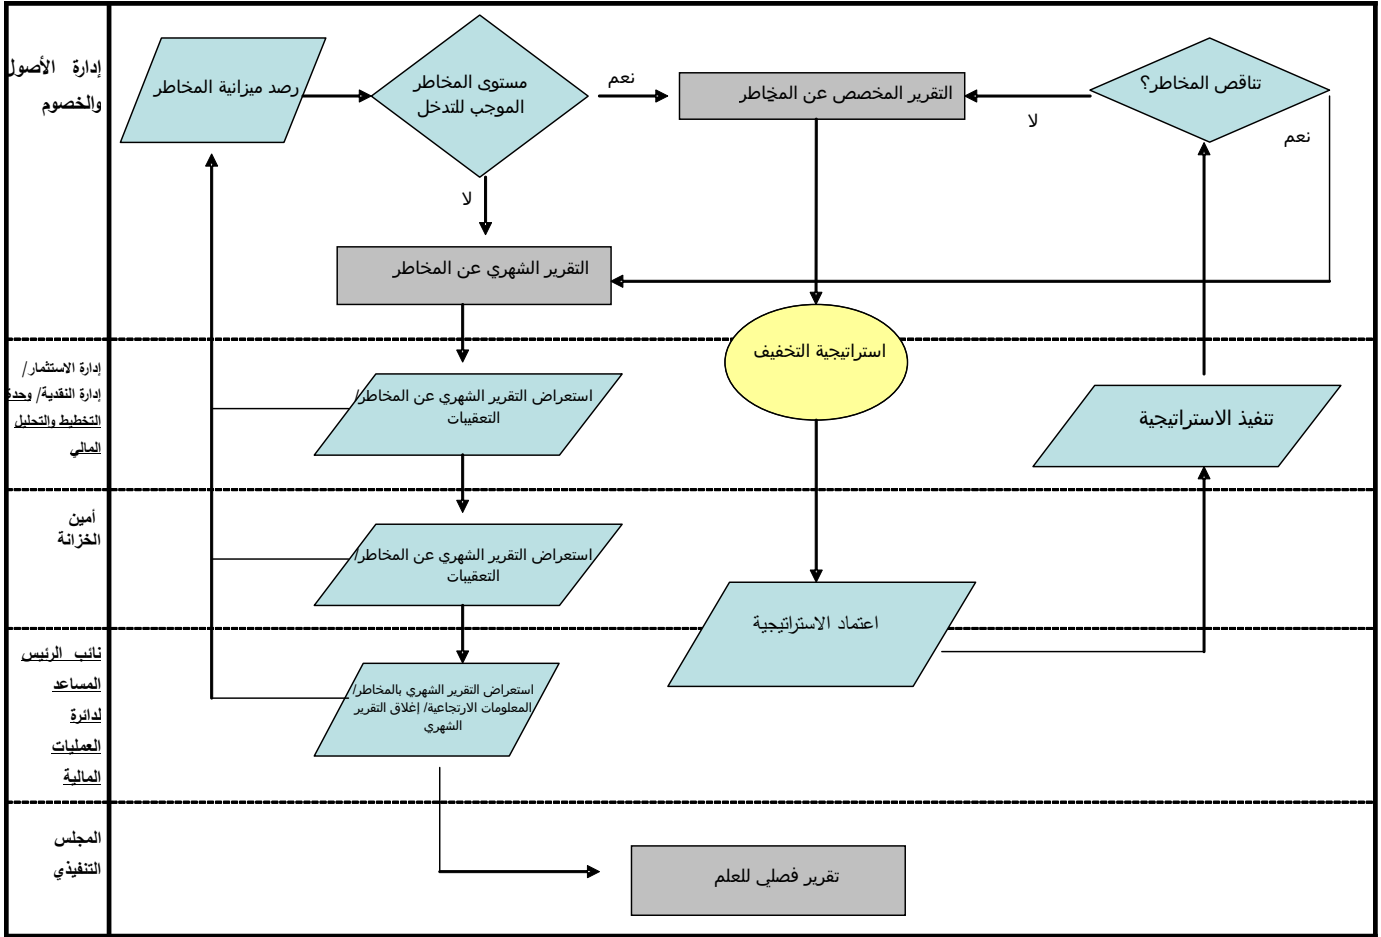 إدارة الأصول
والخصوم
رصد ميزانية المخاطر
مستوى المخاطر
الموجب للتدخل
نعم
التقرير المخصص عن المخاطر
تناقص المخاطر؟
لا
نعم
لا
التقرير الشهري عن المخاطر
إدارة الاستثمار/
إدارة النقدية/ وحدة
التخطيط والتحليل
المالي
استعراض التقرير الشهري عن المخاطر/
التعقيبات
استراتيجية التخفيف
تنفيذ الاستراتيجية
أمين
الخزانة
استعراض التقرير الشهري عن المخاطر/
التعقيبات
اعتماد الاستراتيجية
نائب الرئيس
المساعد
لدائرة
العمليات
المالية
استعراض التقرير الشهري بالمخاطر/
المعلومات الارتجاعية/ إغلاق التقرير
الشهري
المجلس
التنفيذي
تقرير فصلي للعلم